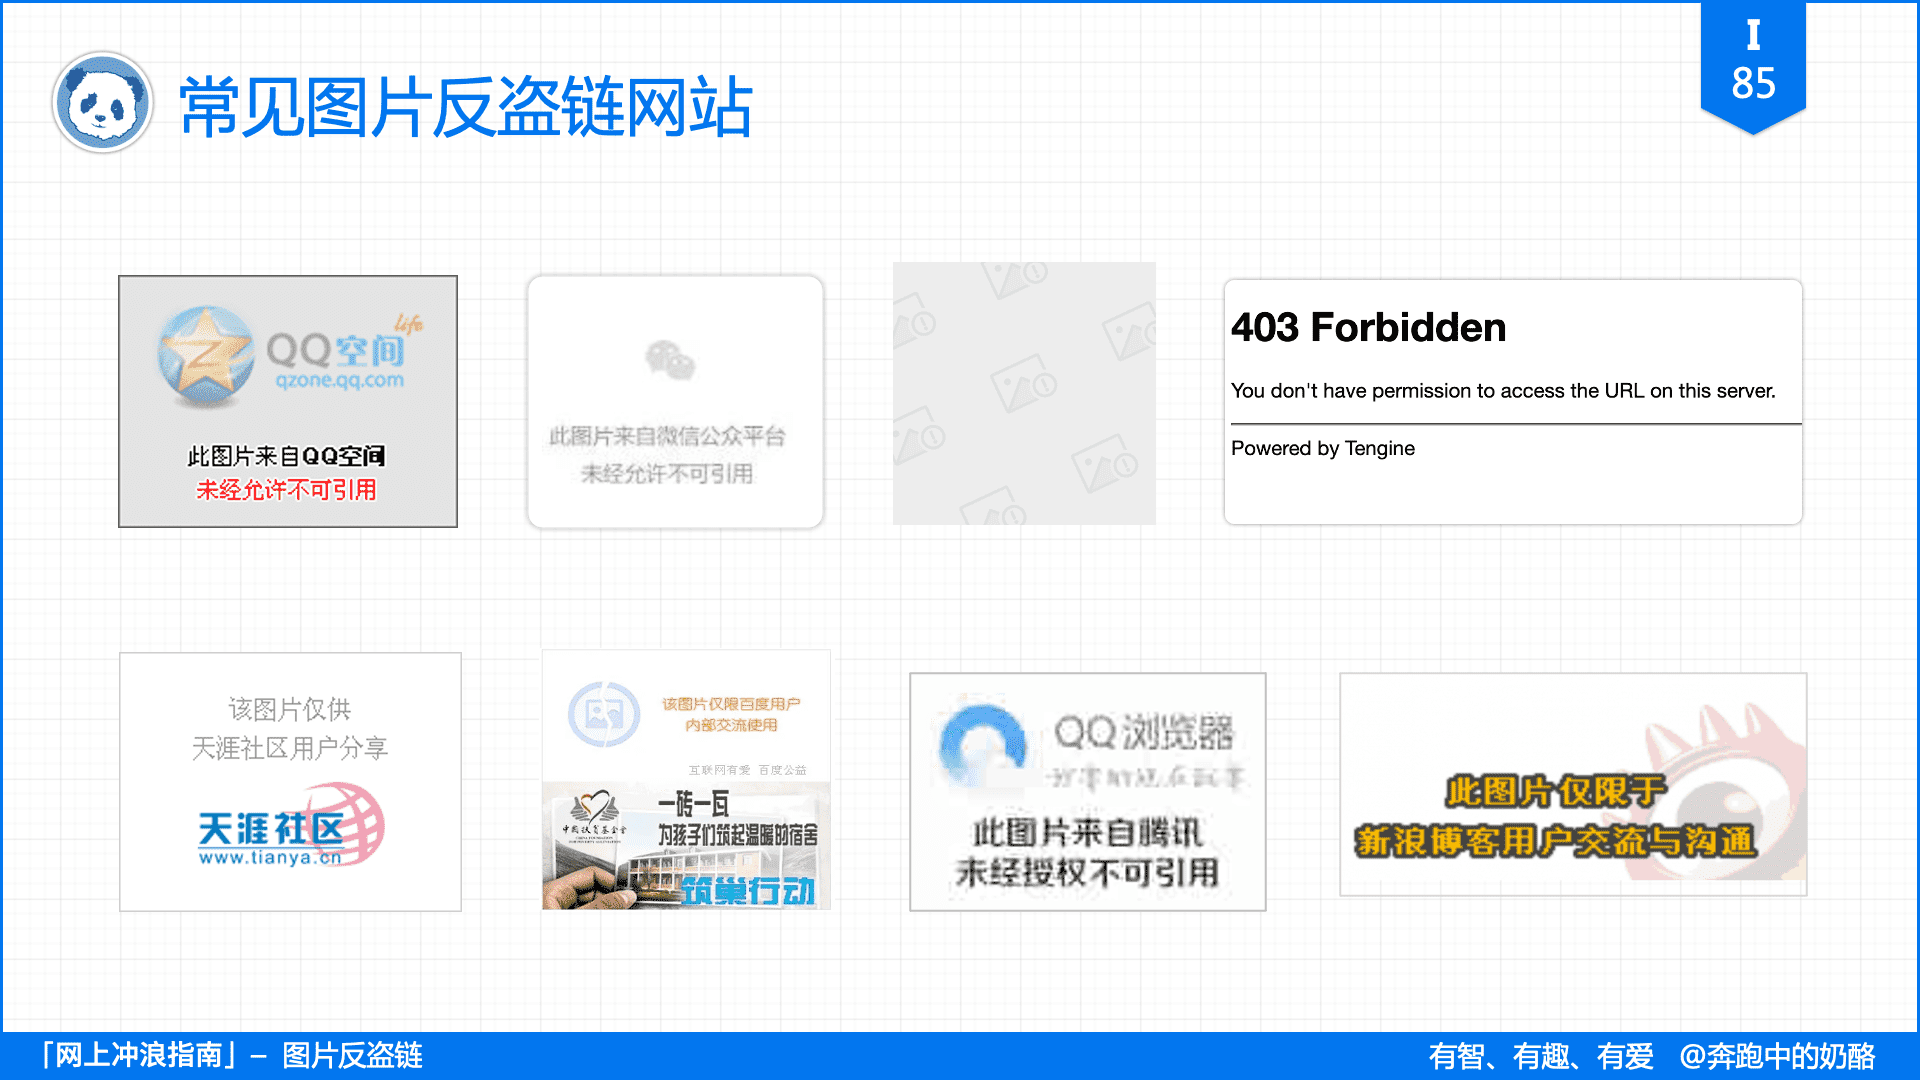 常见图片反盗链网站
I
85
life
QQ空间
qzone.qq.com
此图片来自QQ空间
未经允许不可引用
此图片来自微信公众平台
未经允许不可引用
403 Forbidden
You don't have permission to access the URL on this server.
Powered by Tengine
该图片仅供
天涯社区用户分享
天涯社区
www.tianya.cn
该图片仅限百度用户
内部交流使用
互联网有爱 百度公益
一砖一瓦
为孩子们筑起温暖的宿舍
中国扶贫基金会
筑巢行动
QQ浏览器
此图片来自腾讯
未经授权不可引用
此图片仅限于
新浪博客用户交流与沟通
「网上冲浪指南」– 图片反盗链
有智、有趣、有爱 @奔跑中的奶酪